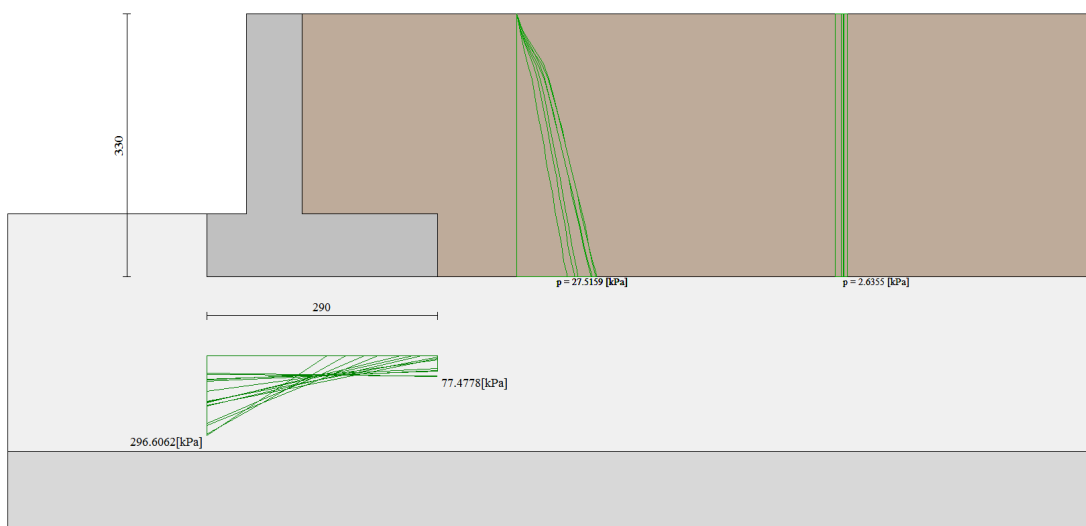 330
p = 27.5159 [kPa]
p = 2.6355 [kPa]
290
77.4778[kPa]
296.6062[kPa]